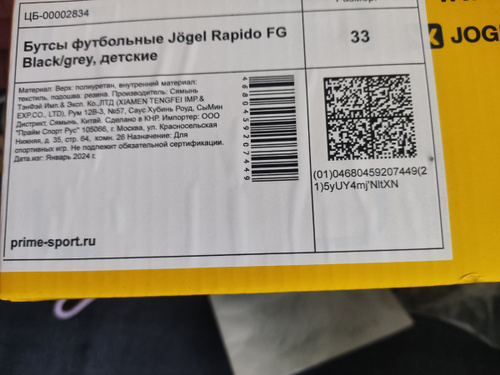 ЦБ-00002834
Бутсы футбольные Jögel Rapido FG
Black/grey, детские
33
JOG
Материал: Верх: полиуретан, внутренний материал:
текстиль, подошва: резина. Производитель: Сямынь
ТэнФэй Имп.& Эксп. Ко.,ЛТД (XIAMEN TENGFEI IMP.&
EXP.CO., LTD). Рум 12B-3, №57, Саус Хубинь Роуд, СыМин
Дистрип; Сямынь, Китай. Сделано в КНР. Импортер: ООО
"Прайм Спорт Рус" 105066, г. Москва, ул. Красносельская
Нижняя, д. 35, стр. 64, комн. 26 Назначение: Для
спортивных игр. Не подлежит обязательной сертификации.
Дата.изг: Январь 2024 г.
4680459207449
(01)04680459207449(2
1)5yUY4mj'NltXN
prime-sport.ru